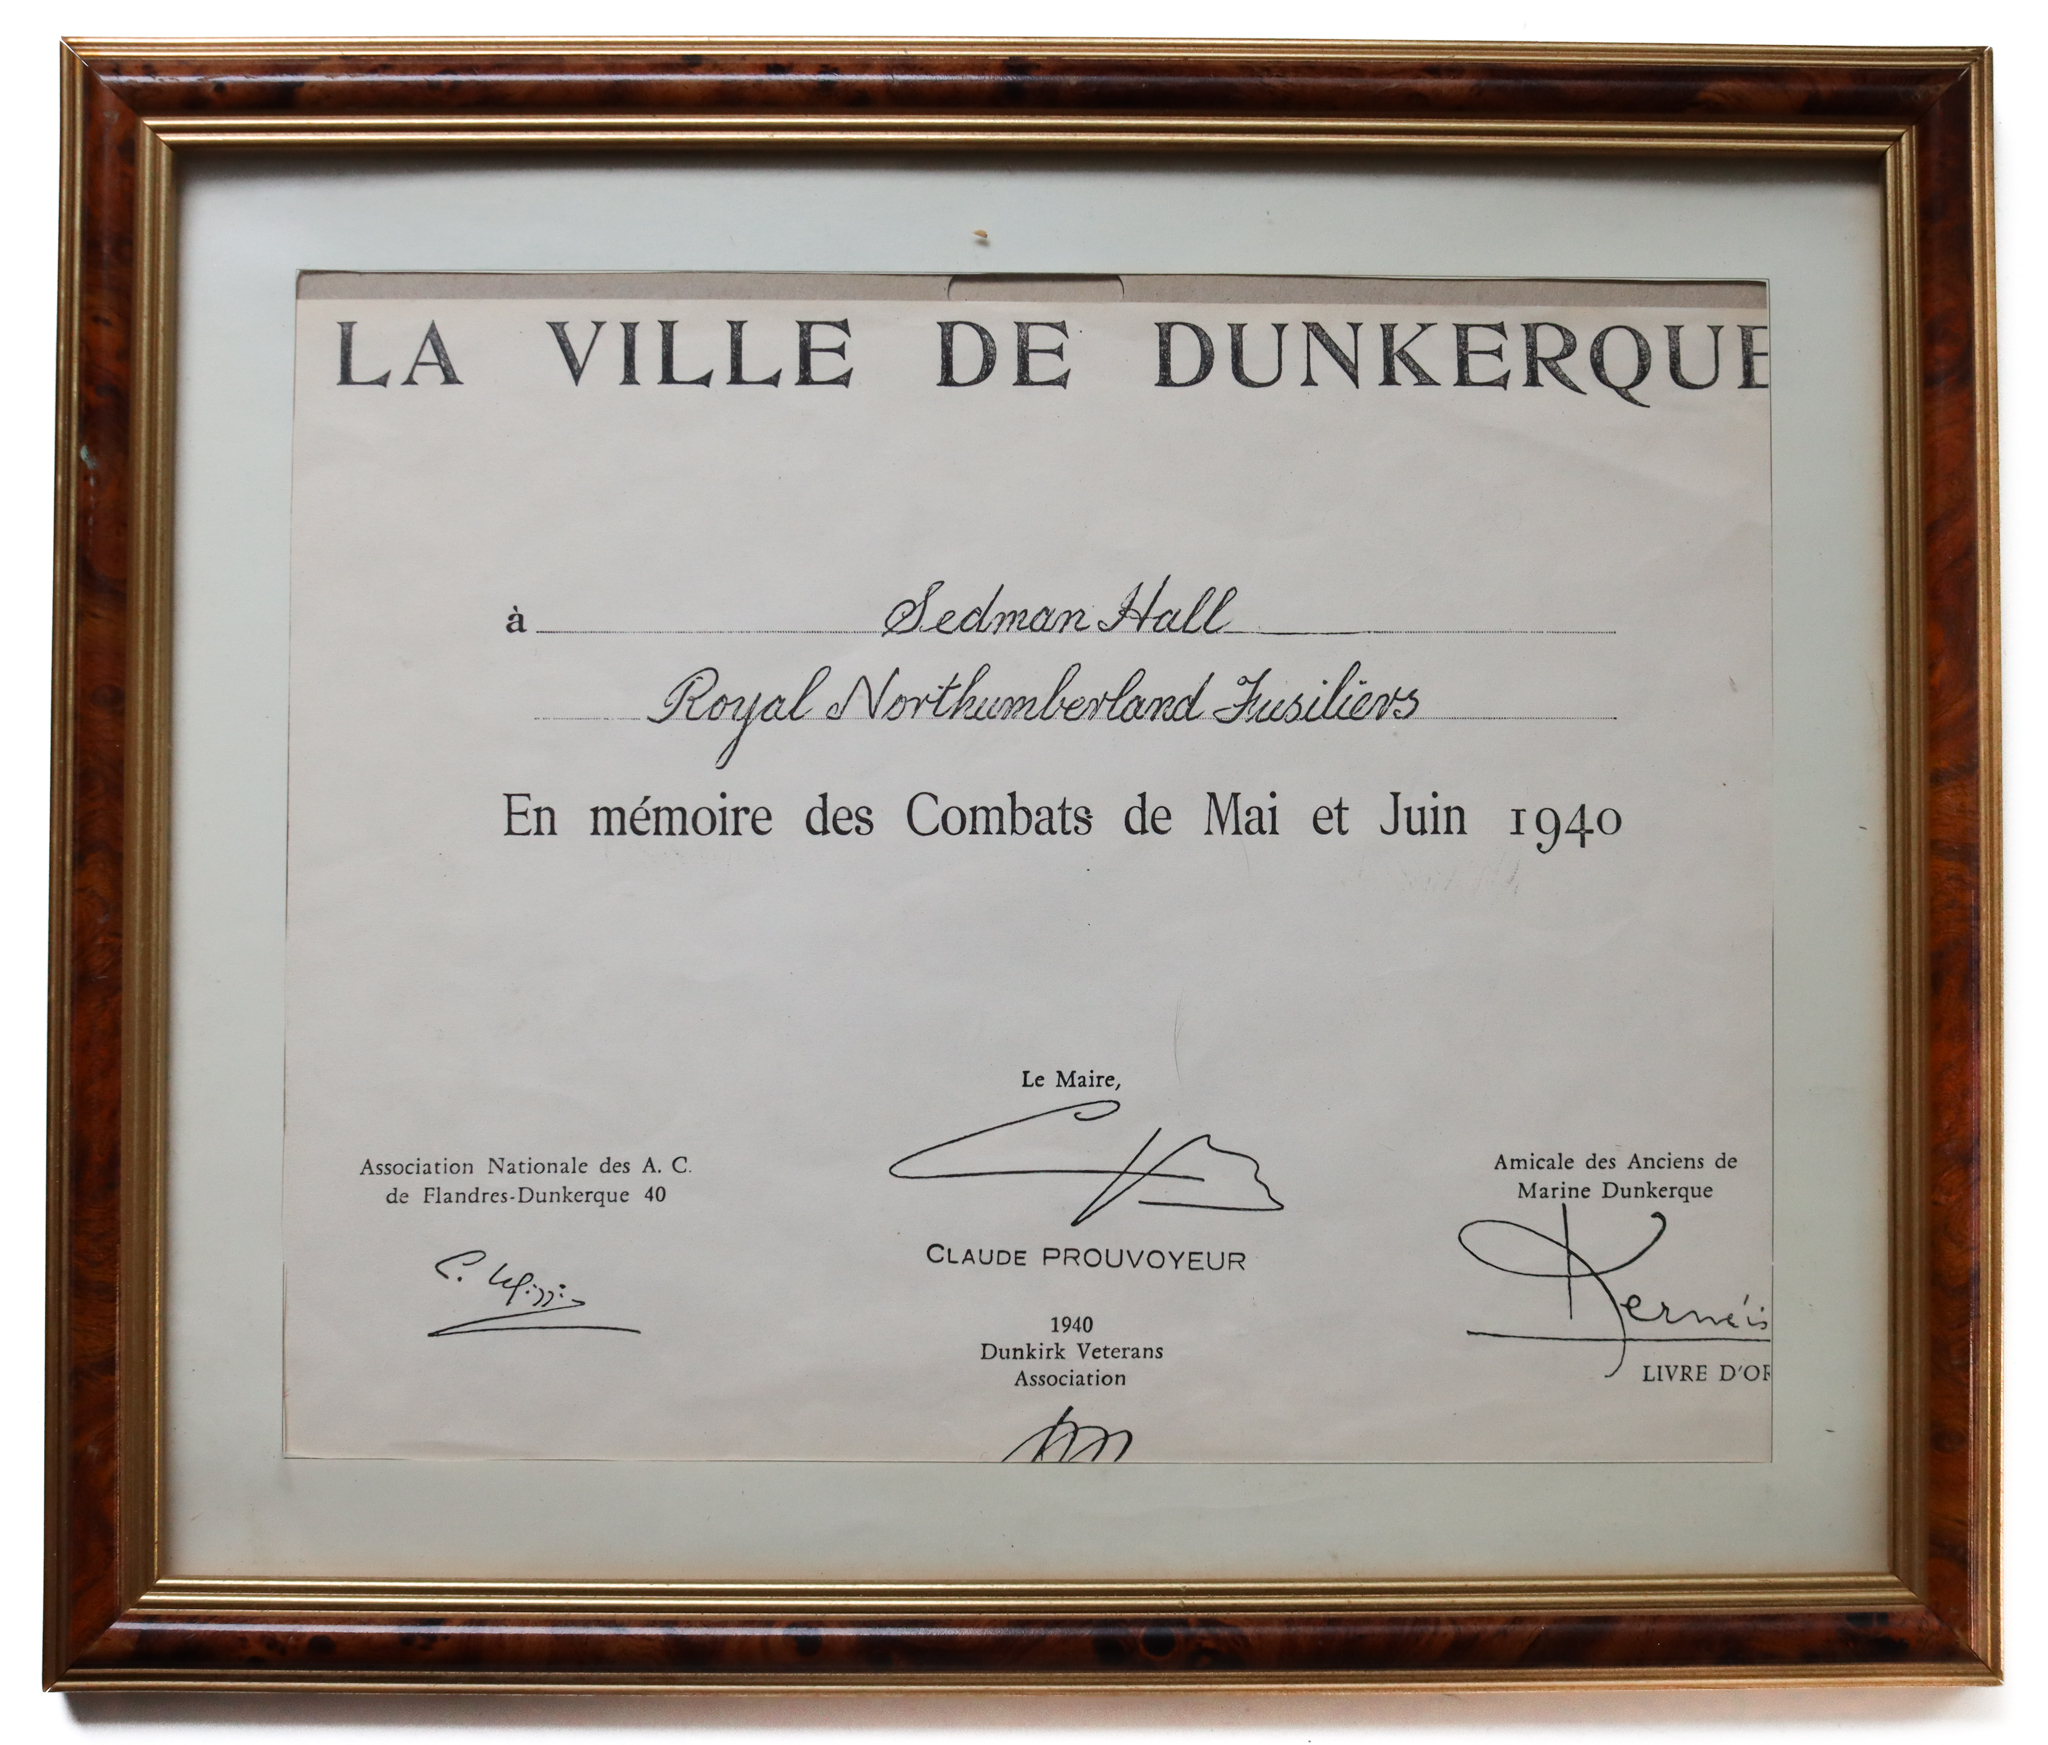 LA VILLE DE DUNKERQUE
à Sedman Hall
Royal Northumberland Fusiliers
En mémoire des Combats de Mai et Juin 1940
Le Maire,
Association Nationale des A. C.
de Flandres-Dunkerque 40
CLAUDE PROUVOYEUR
1940
Dunkirk Veterans
Association
Amicale des Anciens de
Marine Dunkerque
Kernéis
LIVRE D'OR